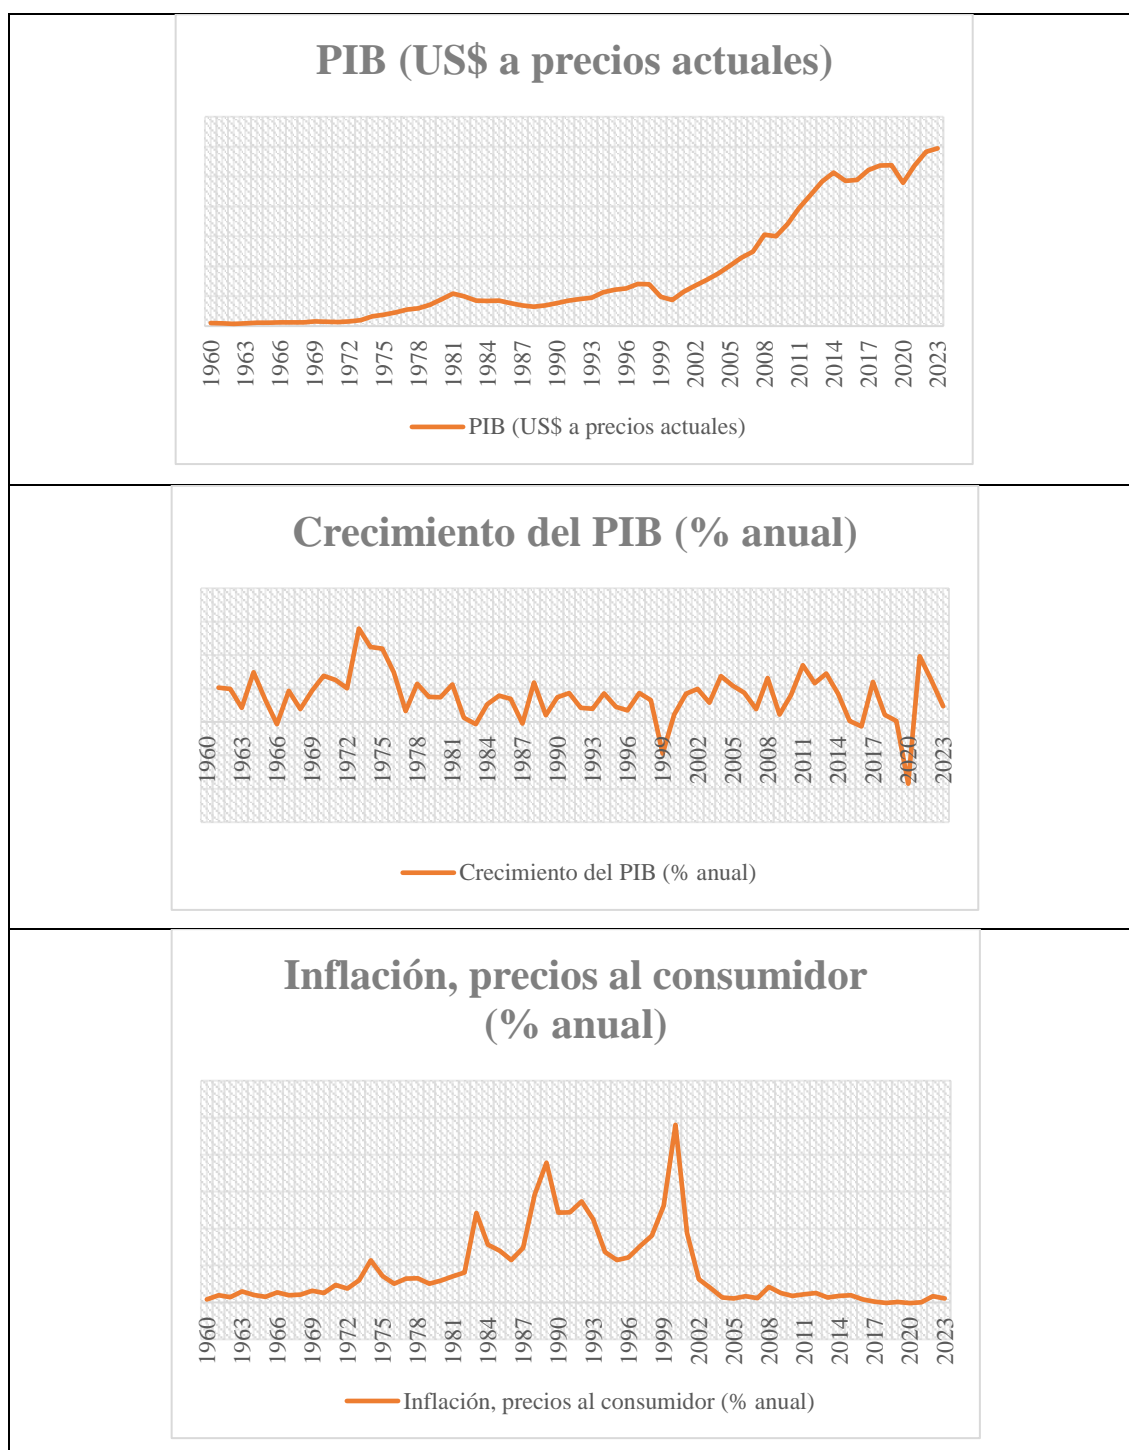 PIB (US$ a precios actuales)
1960 1963 1966 1969 1972 1975 1978 1981 1984 1987 1990 1993 1996 1999 2002 2005 2008 2011 2014 2017 2020 2023
PIB (US$ a precios actuales)
Crecimiento del PIB (% anual)
1960 1963 1966 1969 1972 1975 1978 1981 1984 1987 1990 1993 1996 1999 2002 2005 2008 2011 2014 2017 2020 2023
Crecimiento del PIB (% anual)
Inflación, precios al consumidor
(% anual)
1960 1963 1966 1969 1972 1975 1978 1981 1984 1987 1990 1993 1996 1999 2002 2005 2008 2011 2014 2017 2020 2023
Inflación, precios al consumidor (% anual)